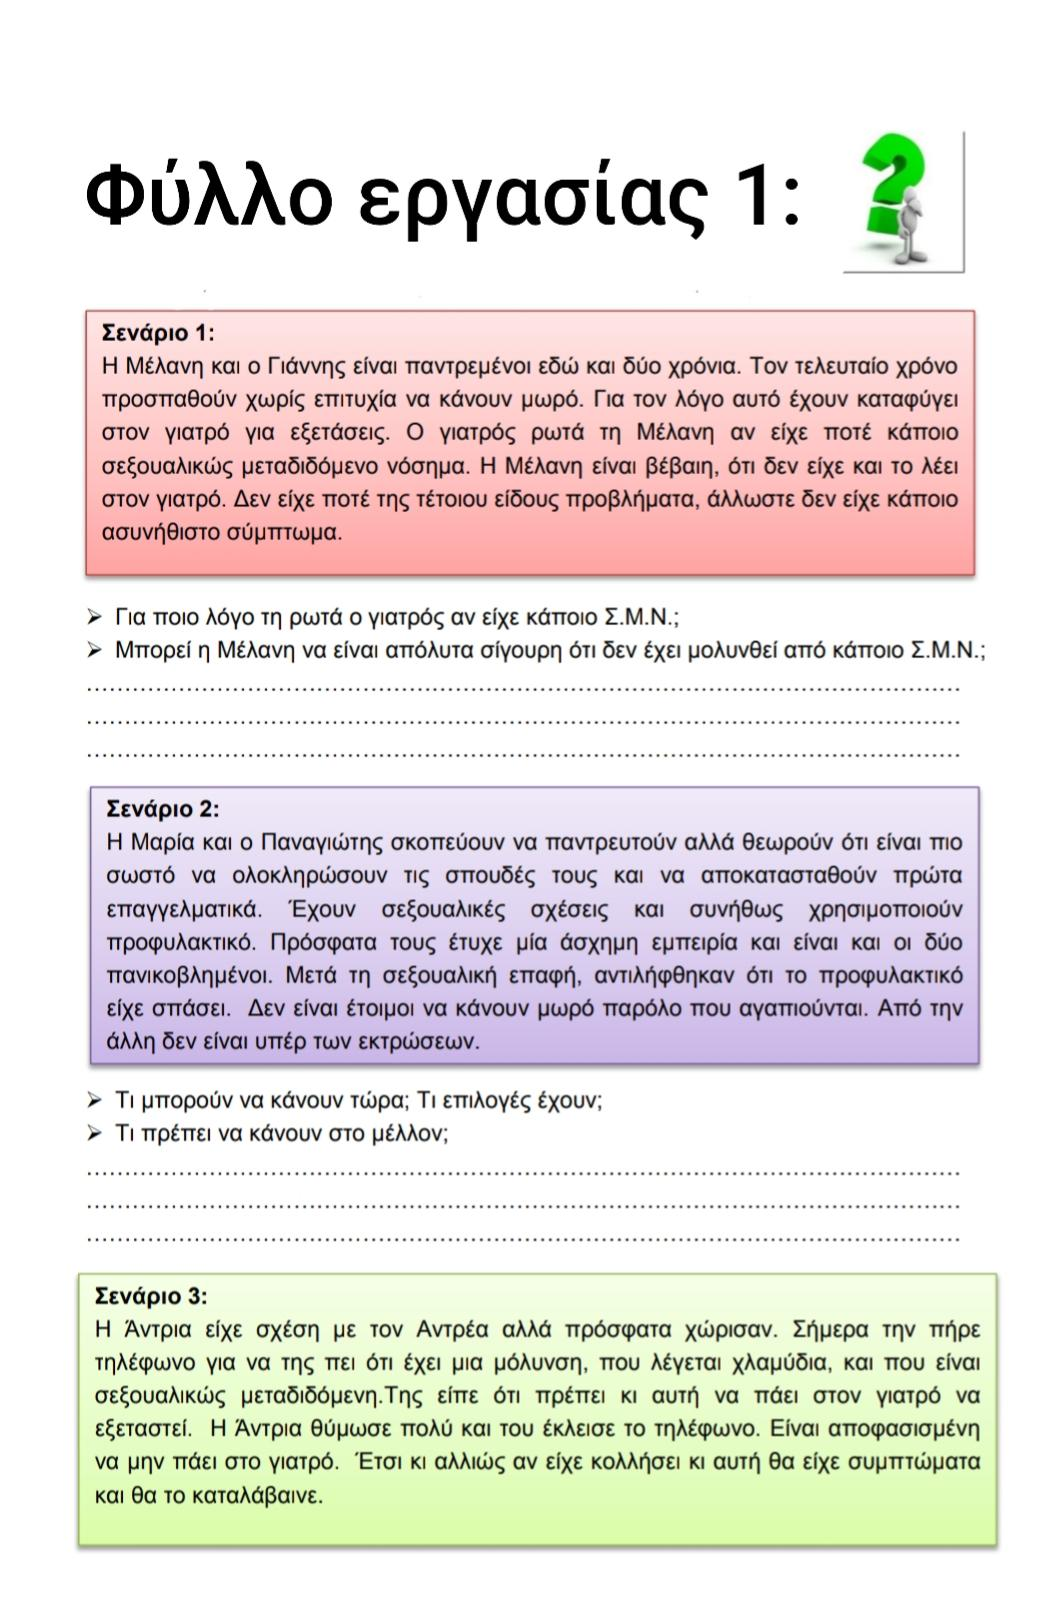 Φύλλο εργασίας 1:
Σενάριο 1:
Η Μέλανη και ο Γιάννης είναι παντρεμένοι εδώ και δύο χρόνια. Τον τελευταίο χρόνο
προσπαθούν χωρίς επιτυχία να κάνουν μωρό. Για τον λόγο αυτό έχουν καταφύγει
στον γιατρό για εξετάσεις. Ο γιατρός ρωτά τη Μέλανη αν είχε ποτέ κάποιο
σεξουαλικώς μεταδιδόμενο νόσημα. Η Μέλανη είναι βέβαιη, ότι δεν είχε και το λέει
στον γιατρό. Δεν είχε ποτέ της τέτοιου είδους προβλήματα, άλλωστε δεν είχε κάποιο
ασυνήθιστο σύμπτωμα.
➢ Για ποιο λόγο τη ρωτά ο γιατρός αν είχε κάποιο Σ.Μ.Ν.;
➢ Μπορεί η Μέλανη να είναι απόλυτα σίγουρη ότι δεν έχει μολυνθεί από κάποιο Σ.Μ.Ν.;
Σενάριο 2:
Η Μαρία και ο Παναγιώτης σκοπεύουν να παντρευτούν αλλά θεωρούν ότι είναι πιο
σωστό να ολοκληρώσουν τις σπουδές τους και να αποκατασταθούν πρώτα
επαγγελματικά. Έχουν σεξουαλικές σχέσεις και συνήθως χρησιμοποιούν
προφυλακτικό. Πρόσφατα τους έτυχε μία άσχημη εμπειρία και είναι και οι δύο
πανικοβλημένοι. Μετά τη σεξουαλική επαφή, αντιλήφθηκαν ότι το προφυλακτικό
είχε σπάσει. Δεν είναι έτοιμοι να κάνουν μωρό παρόλο που αγαπιούνται. Από την
άλλη δεν είναι υπέρ των εκτρώσεων.
➢ Τι μπορούν να κάνουν τώρα; Τι επιλογές έχουν;
➢ Τι πρέπει να κάνουν στο μέλλον;
Σενάριο 3:
Η Άντρια είχε σχέση με τον Αντρέα αλλά πρόσφατα χώρισαν. Σήμερα την πήρε
τηλέφωνο για να της πει ότι έχει μια μόλυνση, που λέγεται χλαμύδια, και που είναι
σεξουαλικώς μεταδιδόμενη.Της είπε ότι πρέπει κι αυτή να πάει στον γιατρό να
εξεταστεί. Η Άντρια θύμωσε πολύ και του έκλεισε το τηλέφωνο. Είναι αποφασισμένη
να μην πάει στο γιατρό. Έτσι κι αλλιώς αν είχε κολλήσει κι αυτή θα είχε συμπτώματα
και θα το καταλάβαινε.